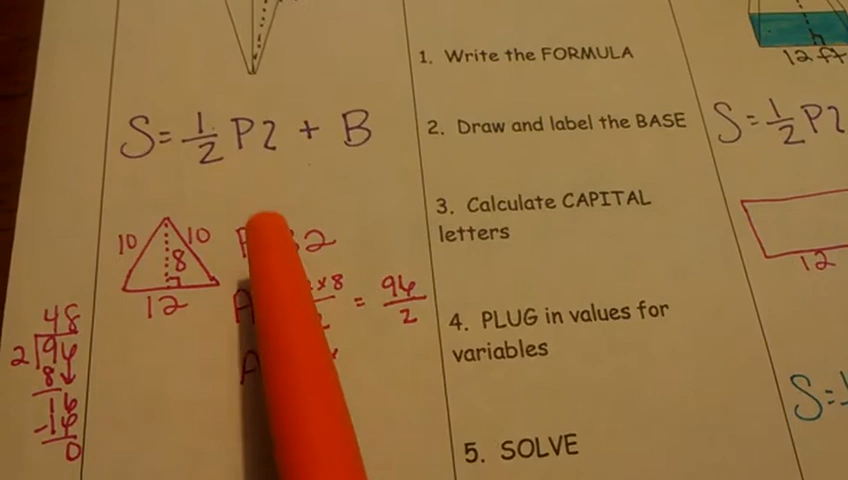 S = 1/2 Pl + B
10 10
8
12
= 96/2
48
2 96
8
16
-16
0
1. Write the FORMULA
2. Draw and label the BASE
3. Calculate CAPITAL
letters
4. PLUG in values for
variables
5. SOLVE
12 ft
S = 1/2 Pl
12
S =